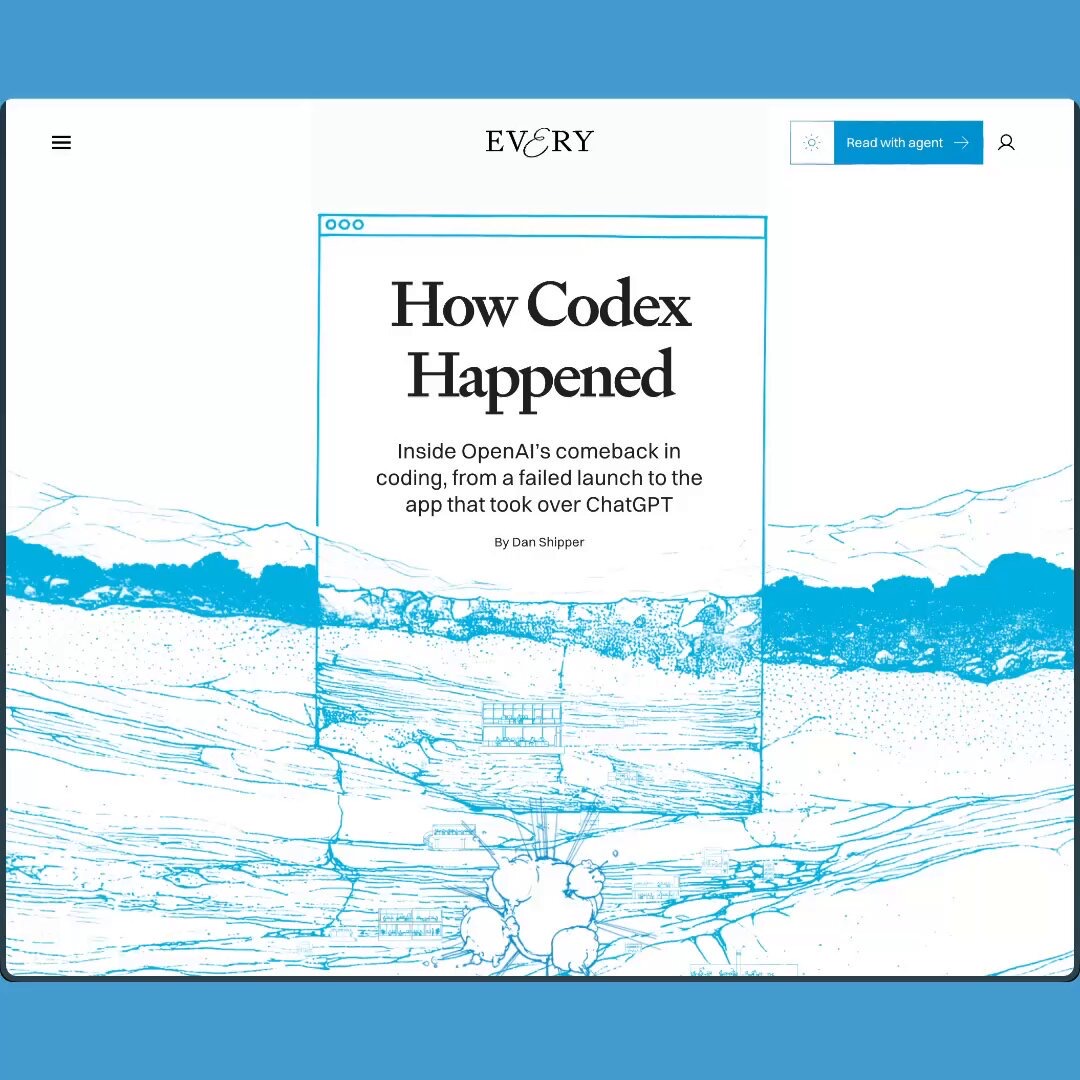 EVERY
Read with agent
How Codex
Happened
Inside OpenAI’s comeback in
coding, from a failed launch to the
app that took over ChatGPT
By Dan Shipper